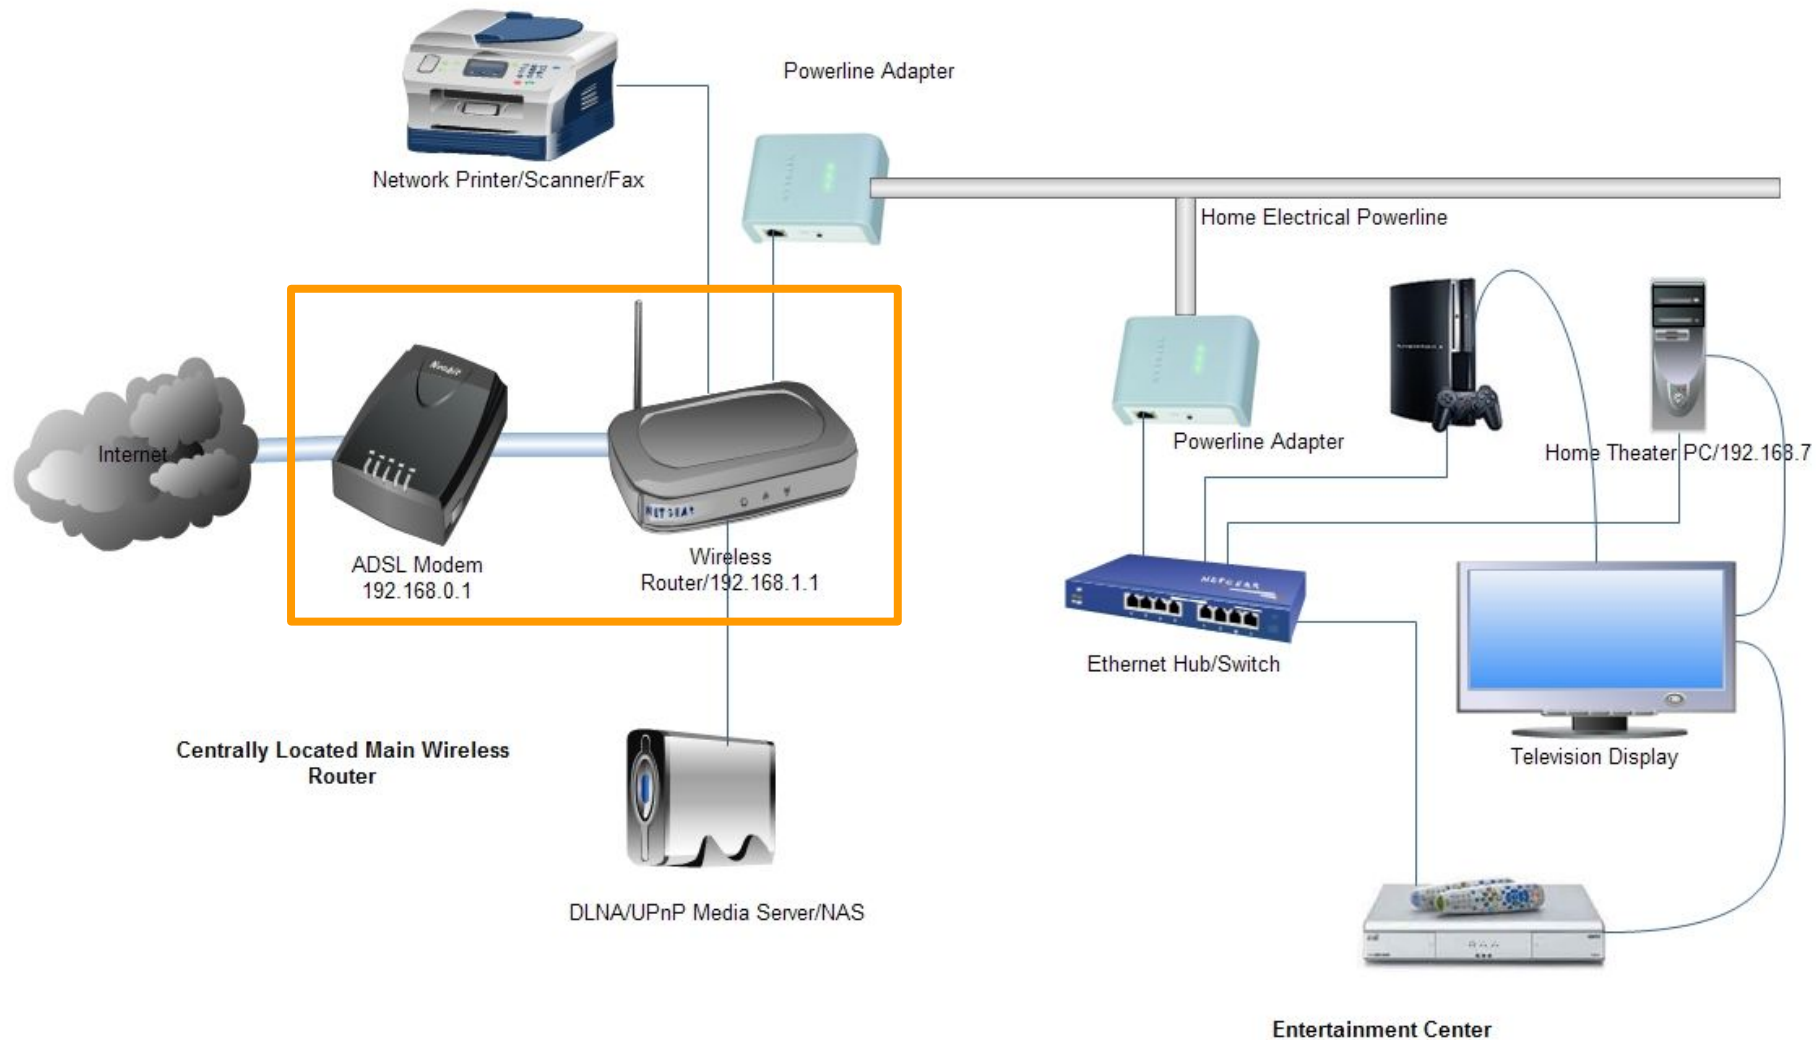 Powerline Adapter
Network Printer/Scanner/Fax
Home Electrical Powerline
Internet
NETGEAR
ADSL Modem
192.168.0.1
Wireless
Router/192.168.1.1
Powerline Adapter
Home Theater PC/192.168.7
NETGEAR
Ethernet Hub/Switch
Television Display
Centrally Located Main Wireless
Router
DLNA/UPnP Media Server/NAS
Entertainment Center